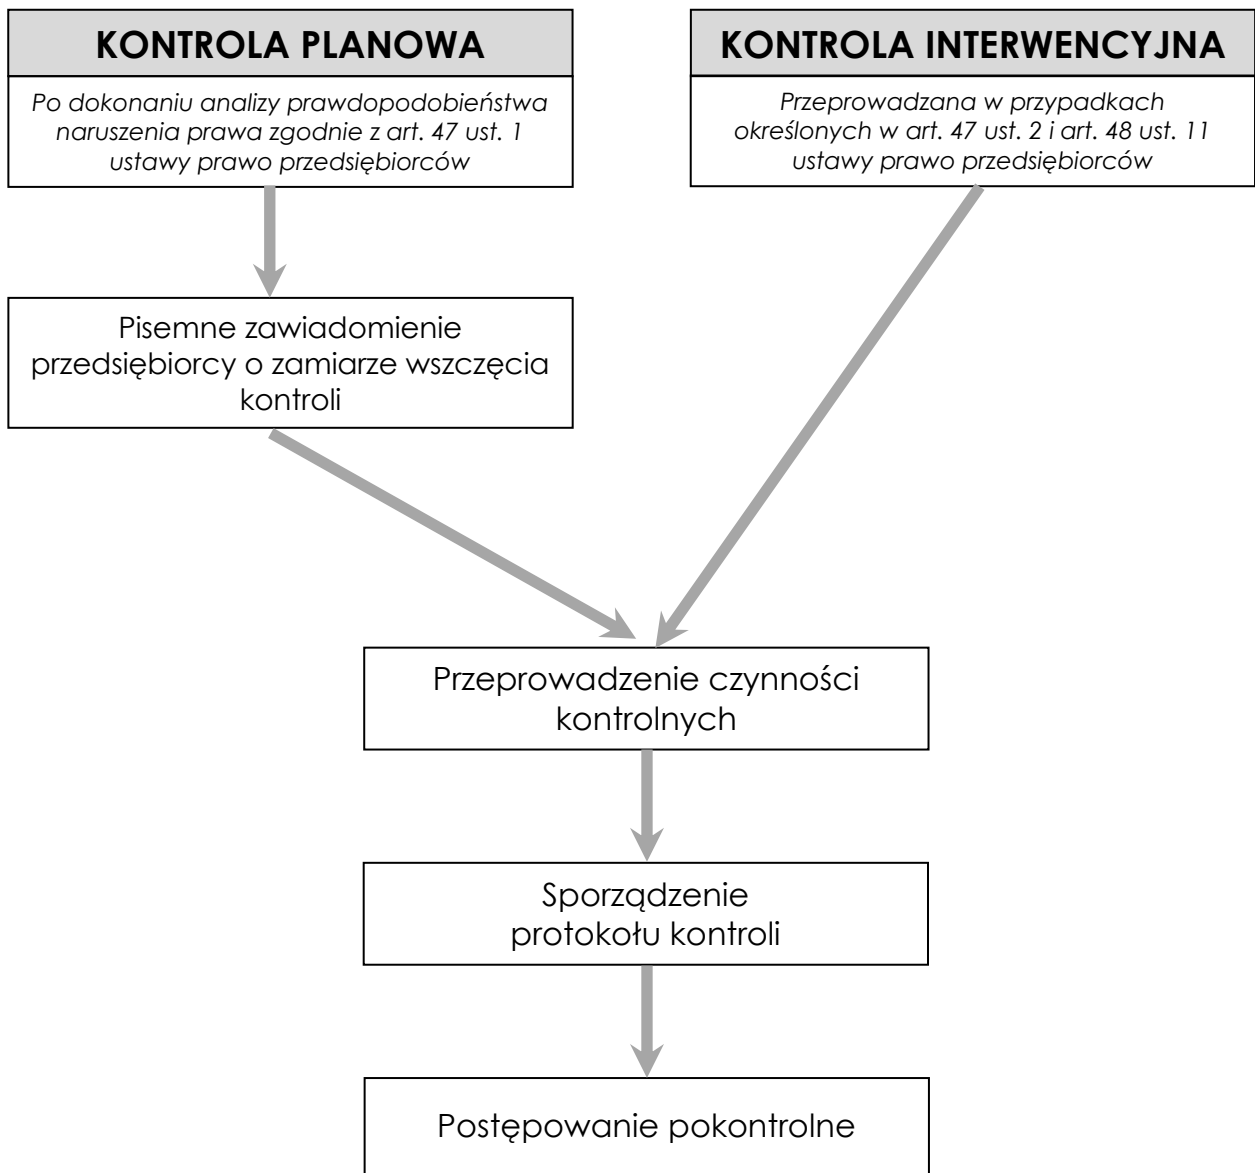 KONTROLA PLANOWA
Po dokonaniu analizy prawdopodobieństwa
naruszenia prawa zgodnie z art. 47 ust. 1
ustawy prawo przedsiębiorców
KONTROLA INTERWENCYJNA
Przeprowadzana w przypadkach
określonych w art. 47 ust. 2 i art. 48 ust. 11
ustawy prawo przedsiębiorców
Pisemne zawiadomienie
przedsiębiorcy o zamiarze wszczęcia
kontroli
Przeprowadzenie czynności
kontrolnych
Sporządzenie
protokołu kontroli
Postępowanie pokontrolne